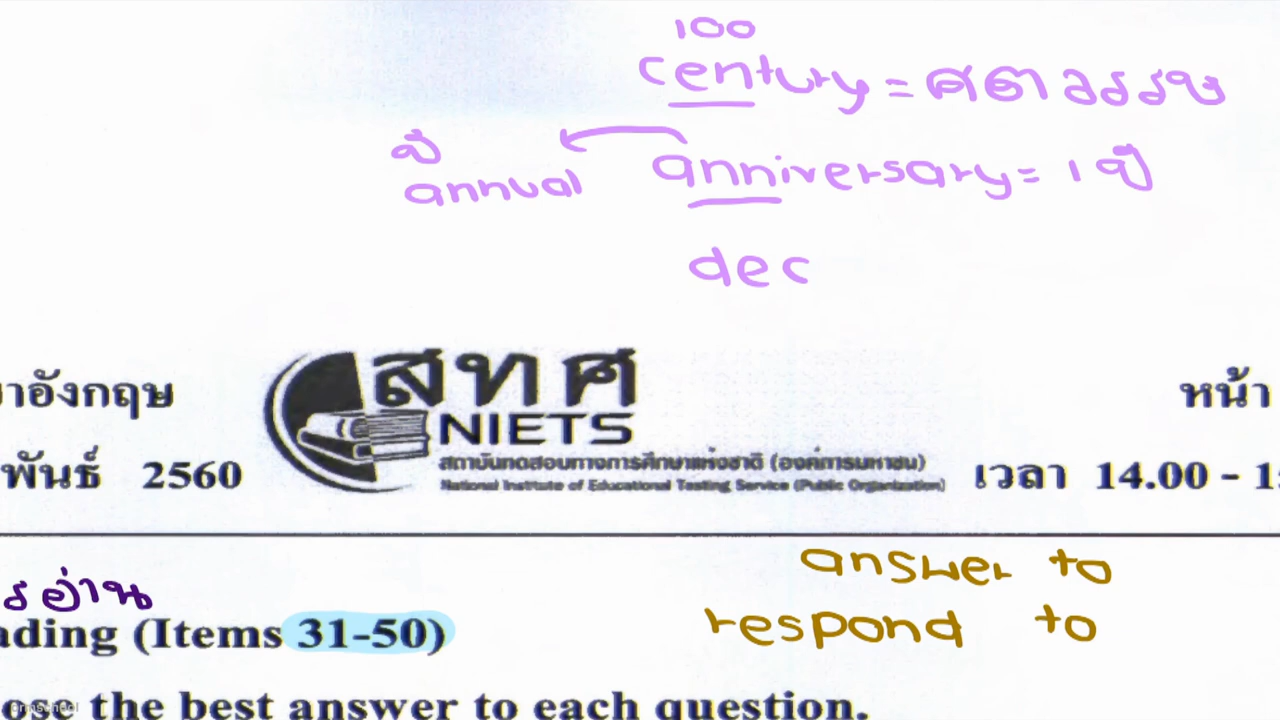 100
century = ศตวรรษ
ปี
annual
anniversary = 1 ปี
dec
าอังกฤษ
สทศ
หน้า
NIETS
พันธ์ 2560
สถาบันทดสอบทางการศึกษาแห่งชาติ (องค์การมหาชน)
National Institute of Educational Testing Service (Public Organization)
เวลา 14.00 - 1
answer to
รอ่าน
ading (Items 31-50)
respond to
ose the best answer to each question.